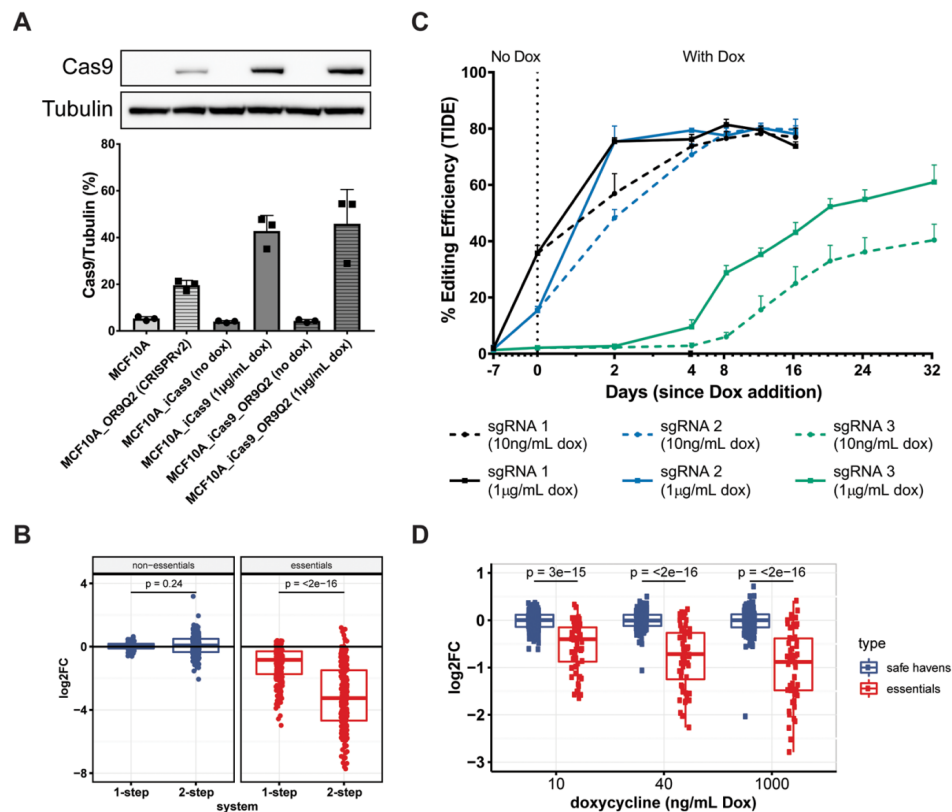 A
Cas9
Tubulin
Cas9/Tubulin (%)
80
60
40
20
0
MCF10A
MCF10A_OR9Q2 (CRISPRv2)
MCF10A_iCas9 (no dox)
MCF10A_iCas9 (1µg/mL dox)
MCF10A_iCas9_OR9Q2 (no dox)
MCF10A_iCas9_OR9Q2 (1µg/mL dox)
C
No Dox
With Dox
% Editing Efficiency (TIDE)
100
80
60
40
20
0
-7 0 2 4 8 16 24 32
Days (since Dox addition)
sgRNA 1
(10ng/mL dox)
sgRNA 2
(10ng/mL dox)
sgRNA 3
(10ng/mL dox)
sgRNA 1
(1µg/mL dox)
sgRNA 2
(1µg/mL dox)
sgRNA 3
(1µg/mL dox)
B
non-essentials
essentials
p = 0.24
p = <2e-16
log2FC
4
0
-4
-8
1-step 2-step 1-step 2-step
system
D
p = 3e-15 p = <2e-16 p = <2e-16
log2FC
1
0
-1
-2
-3
10 40 1000
doxycycline (ng/mL Dox)
type
safe havens
essentials